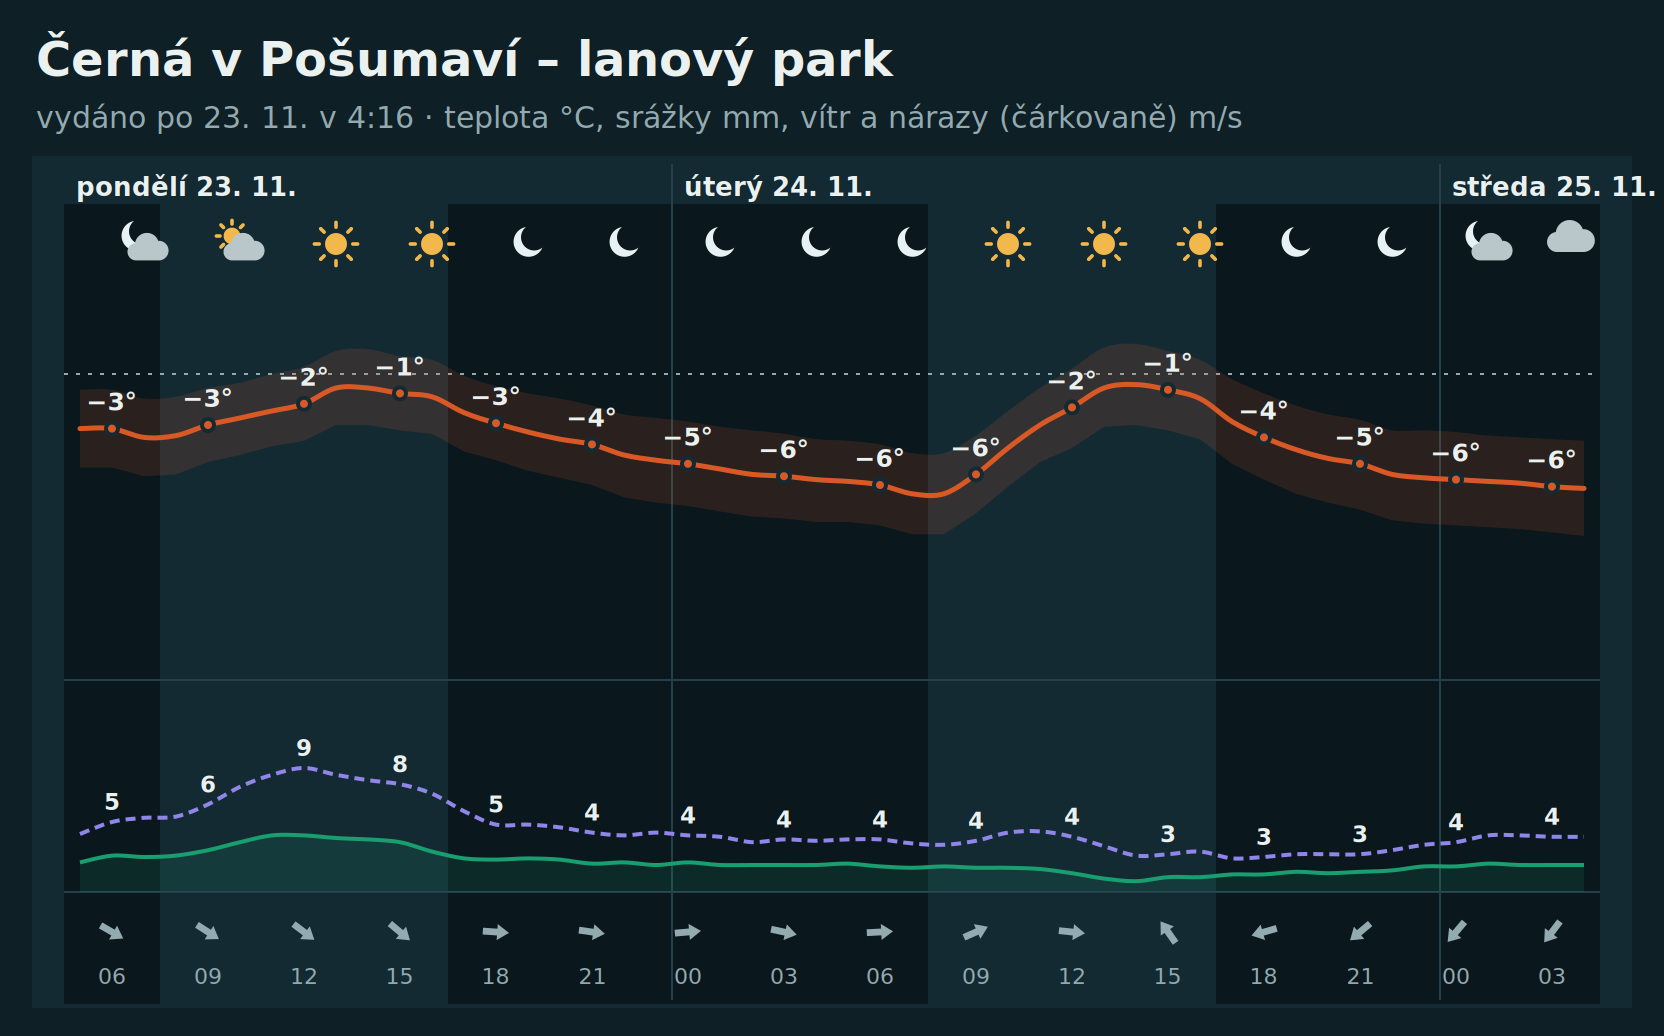 Černá v Pošumaví – lanový park
vydáno po 23. 11. v 4:16 · teplota °C, srážky mm, vítr a nárazy (čárkovaně) m/s
pondělí 23. 11. úterý 24. 11. středa 25. 11.
−3° −3° −2° −1° −3° −4° −5° −6° −6° −6° −2° −1° −4° −5° −6° −6°
5 6 9 8 5 4 4 4 4 4 4 3 3 3 4 4
06 09 12 15 18 21 00 03 06 09 12 15 18 21 00 03